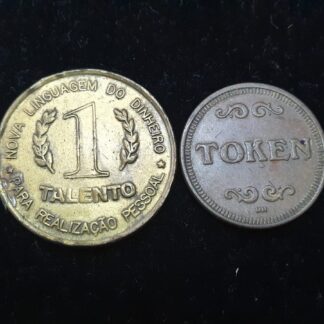 NOVA LINGUAGEM DO DINHEIRO
1
TALENTO
PARA REALIZAÇÃO PESSOAL
TOKEN